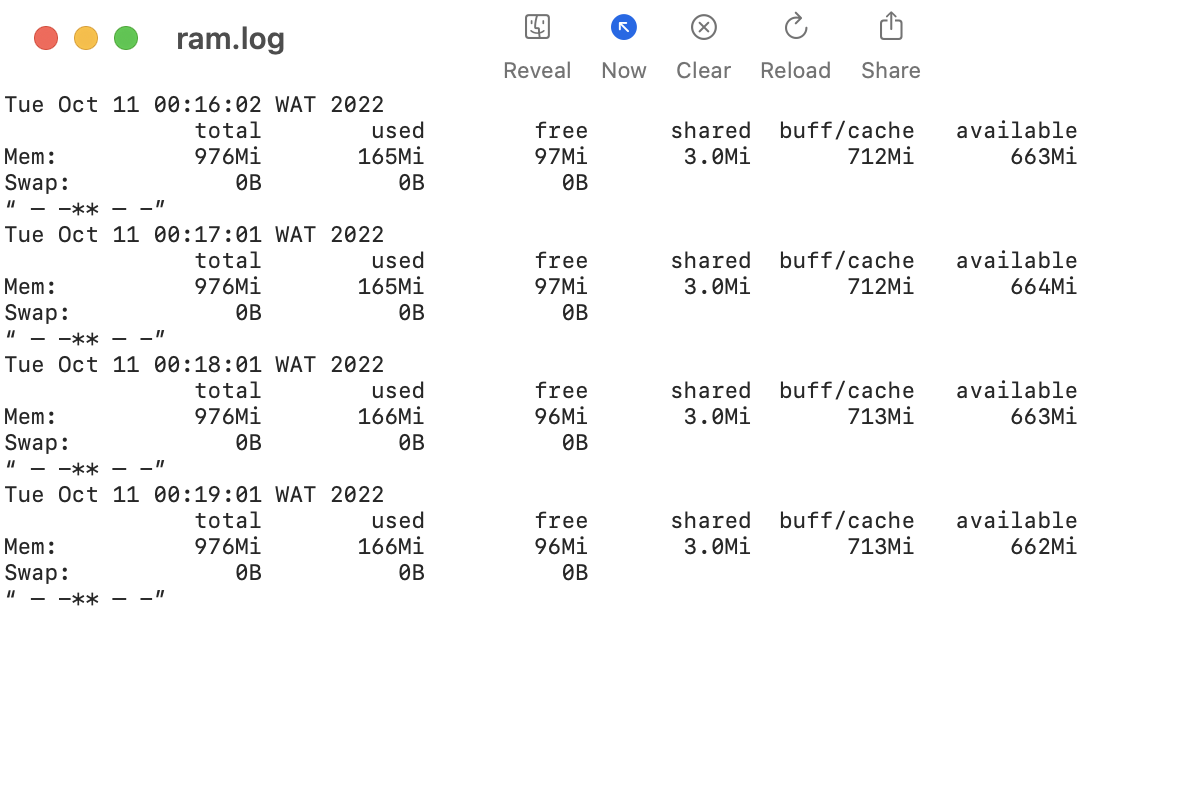 ram.log
Reveal Now Clear Reload Share
Tue Oct 11 00:16:02 WAT 2022
total used free shared buff/cache available
Mem: 976Mi 165Mi 97Mi 3.0Mi 712Mi 663Mi
Swap: 0B 0B 0B
“ — –** — –”
Tue Oct 11 00:17:01 WAT 2022
total used free shared buff/cache available
Mem: 976Mi 165Mi 97Mi 3.0Mi 712Mi 664Mi
Swap: 0B 0B 0B
“ — –** — –”
Tue Oct 11 00:18:01 WAT 2022
total used free shared buff/cache available
Mem: 976Mi 166Mi 96Mi 3.0Mi 713Mi 663Mi
Swap: 0B 0B 0B
“ — –** — –”
Tue Oct 11 00:19:01 WAT 2022
total used free shared buff/cache available
Mem: 976Mi 166Mi 96Mi 3.0Mi 713Mi 662Mi
Swap: 0B 0B 0B
“ — –** — –”